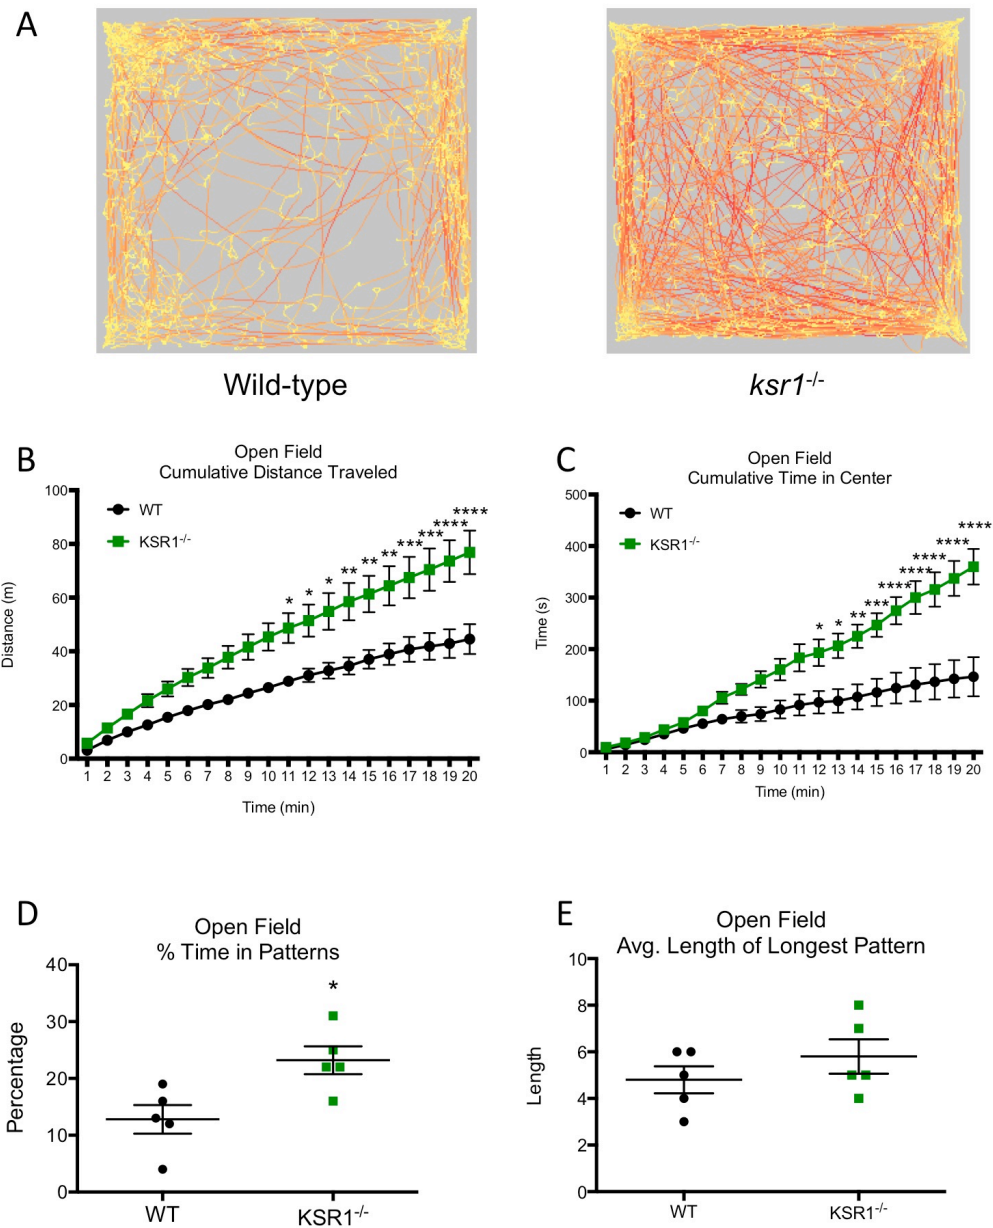 A
Wild-type
ksr1-/-
B
Open Field
Cumulative Distance Traveled
100
80
60
40
20
0
Distance (m)
WT
KSR1-/-
*
*
*
**
**
**
***
***
****
****
1 2 3 4 5 6 7 8 9 10 11 12 13 14 15 16 17 18 19 20
Time (min)
C
Open Field
Cumulative Time in Center
500
400
300
200
100
0
Time (s)
WT
KSR1-/-
*
*
**
***
****
****
****
****
****
1 2 3 4 5 6 7 8 9 10 11 12 13 14 15 16 17 18 19 20
Time (min)
D
Open Field
% Time in Patterns
40
30
20
10
0
Percentage
*
WT
KSR1-/-
E
Open Field
Avg. Length of Longest Pattern
10
8
6
4
2
0
Length
WT
KSR1-/-